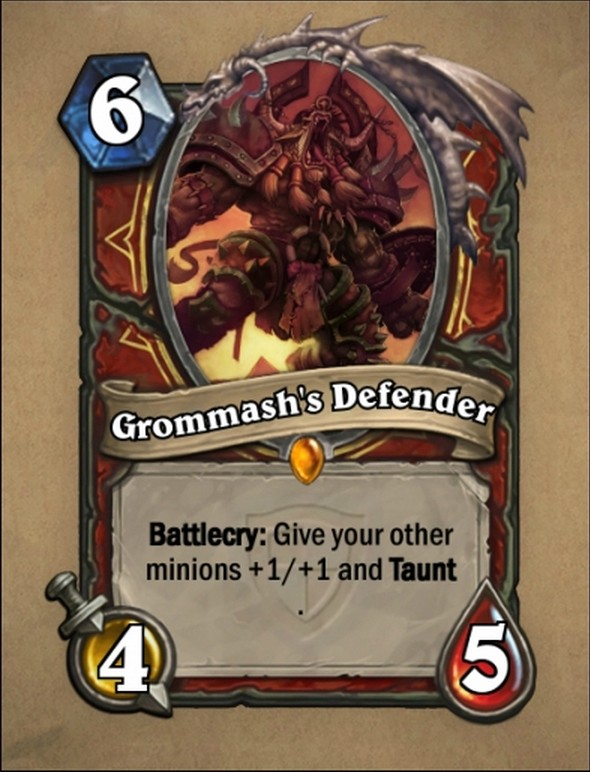 6
Grommash's Defender
Battlecry: Give your other
minions +1/+1 and Taunt
.
4
5